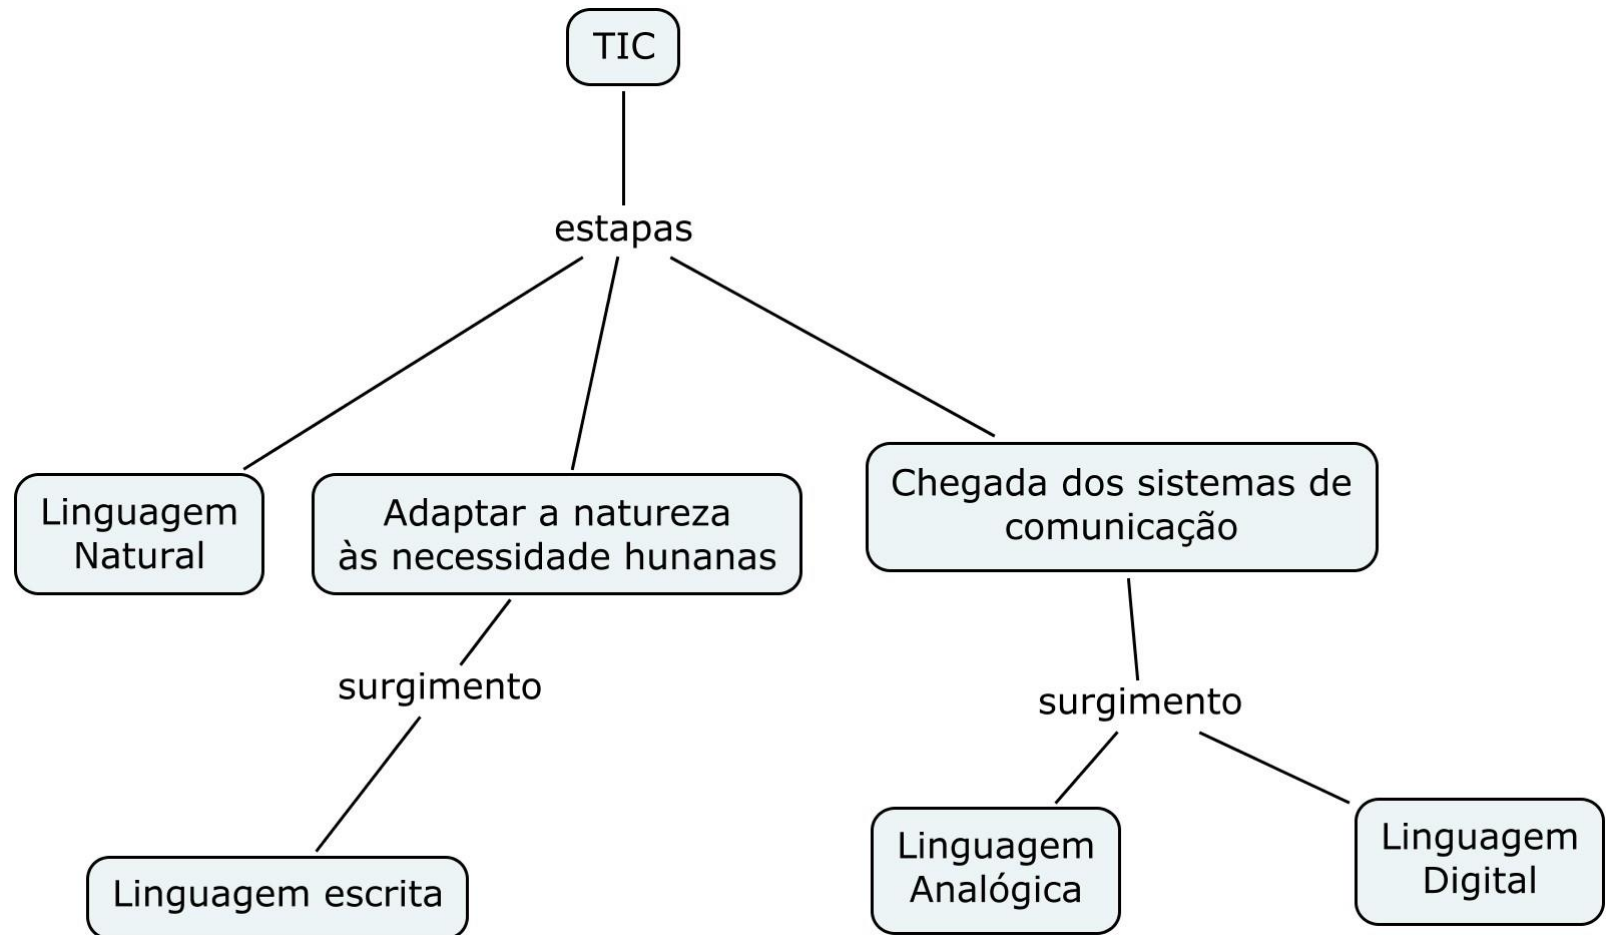 TIC
estapas
Linguagem
Natural
Adaptar a natureza
às necessidade hunanas
Chegada dos sistemas de
comunicação
surgimento
surgimento
Linguagem escrita
Linguagem
Analógica
Linguagem
Digital